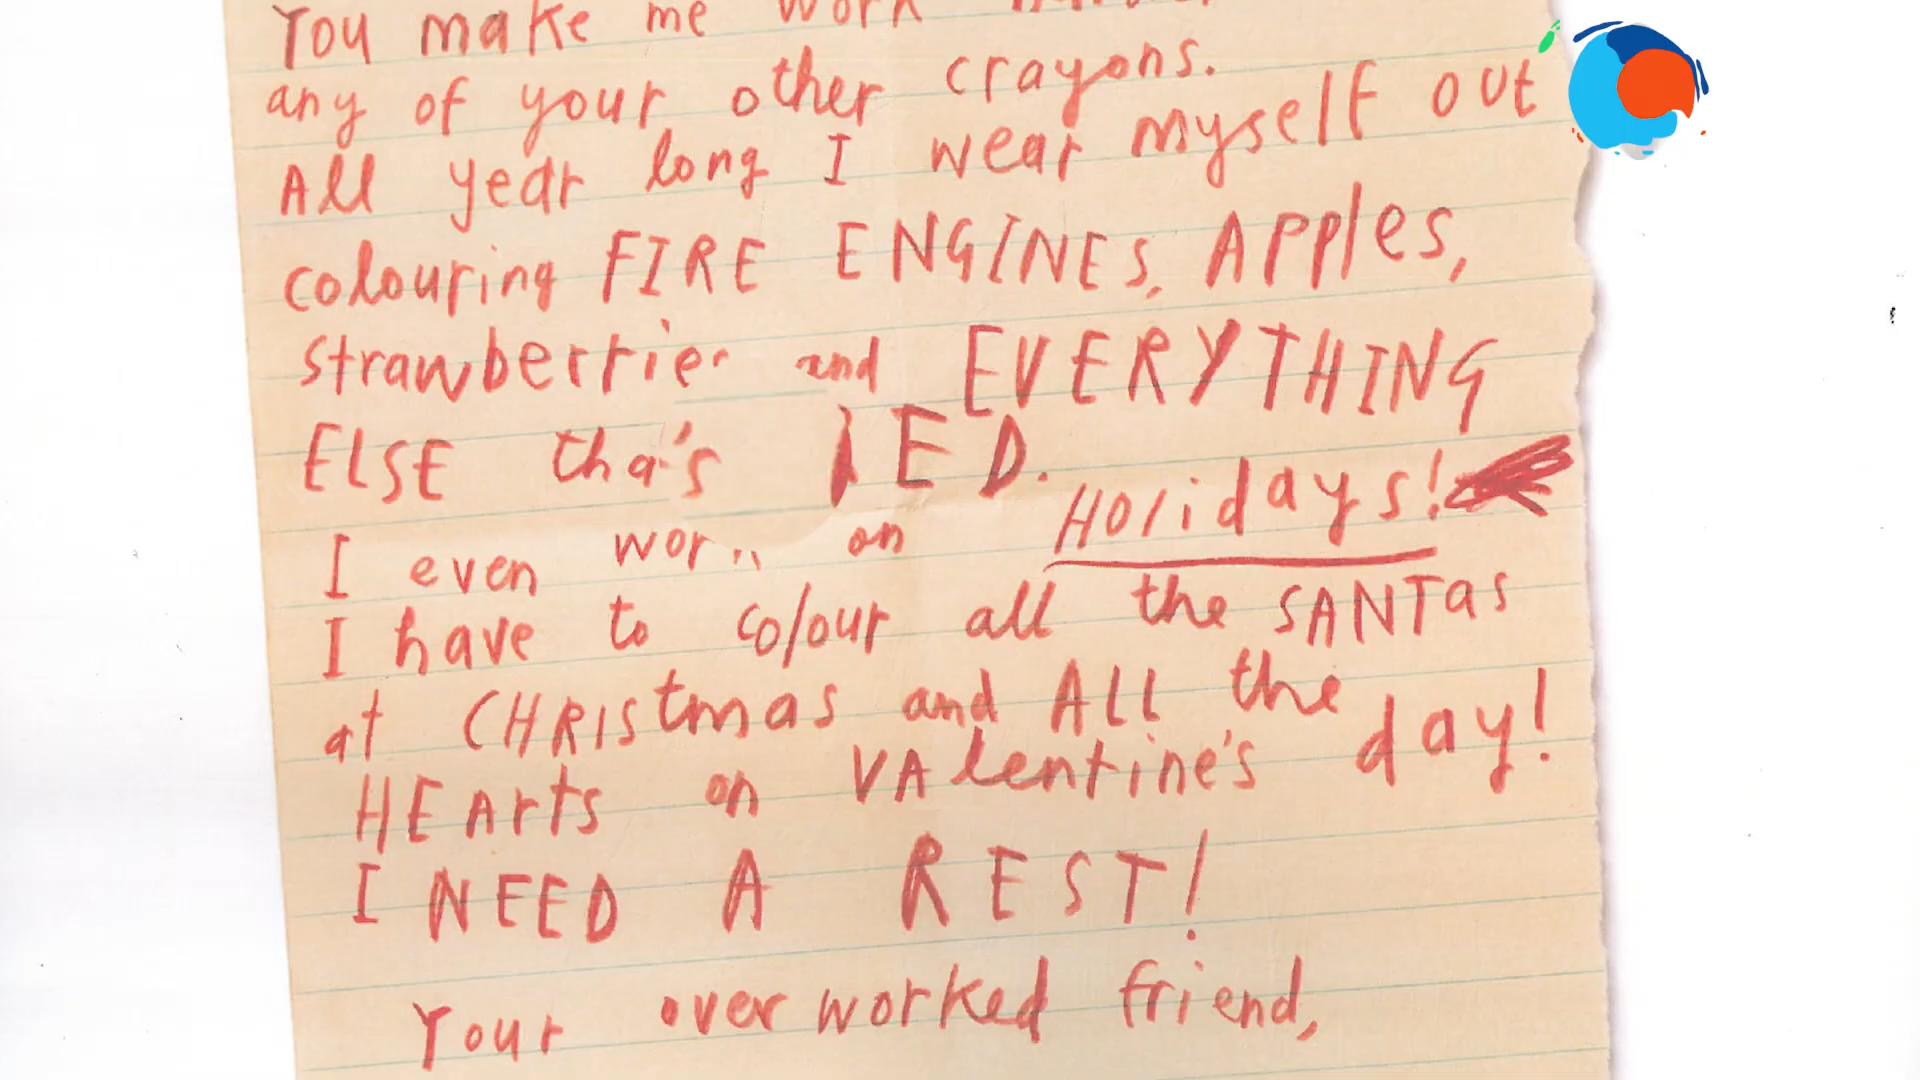 You make me work
any of your other crayons.
All year long I wear myself out
colouring FIRE ENGINES, APPles,
strawberries and EVERYTHING
ELSE that's RED.
I even work on HOlidays!
I have to colour all the SANTas
at CHRIStmas and ALL the
HEArts on VAlentine's day!
I NEED A REST!
Your overworked friend,